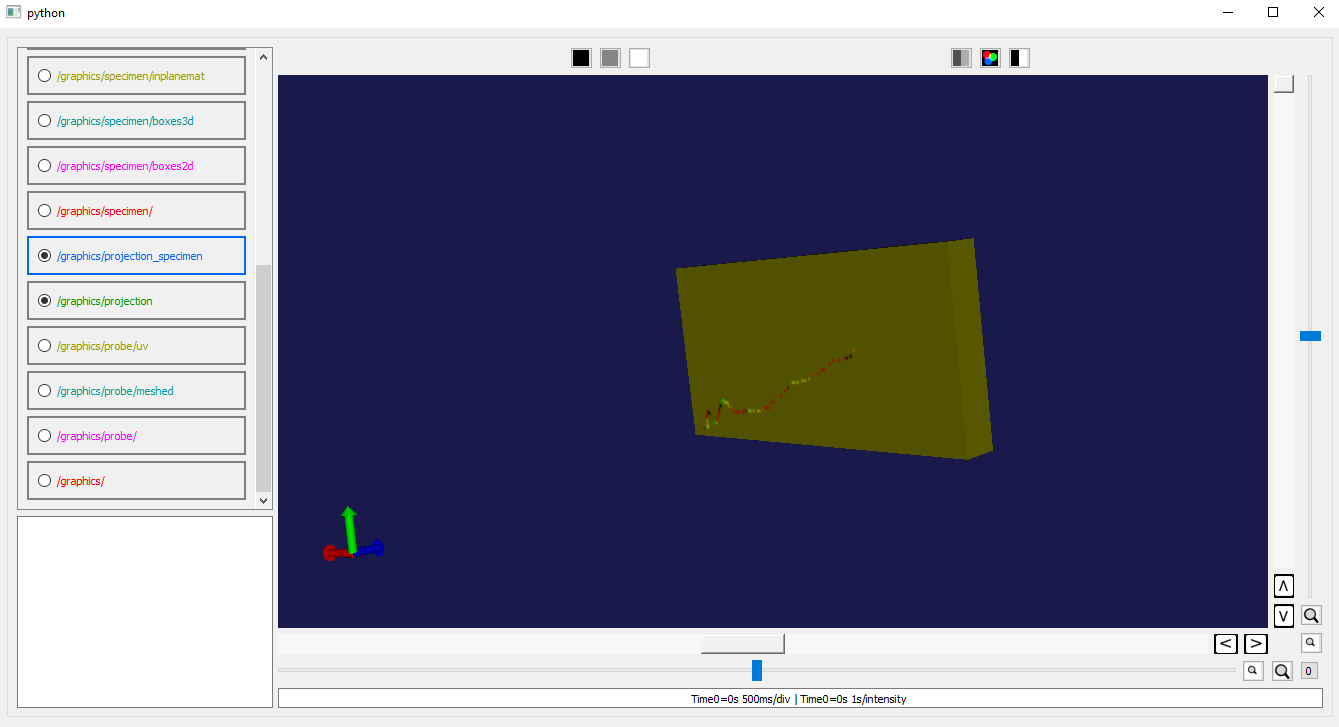 python
/graphics/specimen/inplanemat
/graphics/specimen/boxes3d
/graphics/specimen/boxes2d
/graphics/specimen/
/graphics/projection_specimen
/graphics/projection
/graphics/probe/uv
/graphics/probe/meshed
/graphics/probe/
/graphics/
Λ
V
< >
0
Time0=0s 500ms/div | Time0=0s 1s/intensity